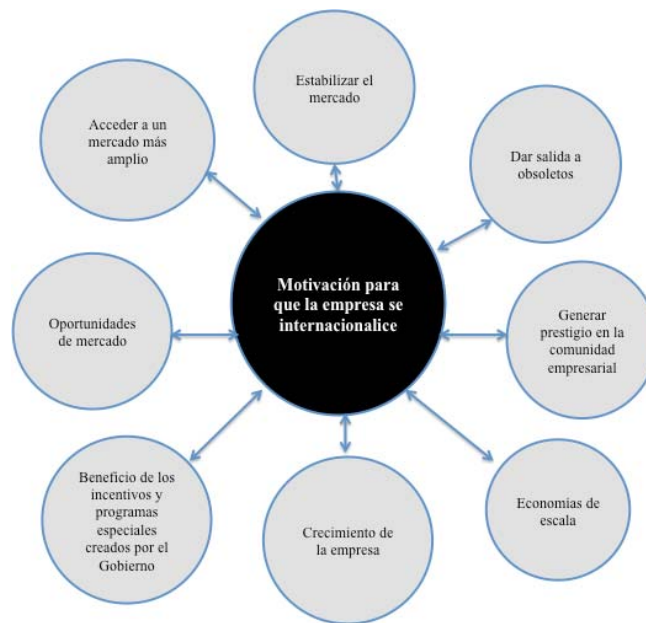 Estabilizar el
mercado
Acceder a un
mercado más
amplio
Dar salida a
obsoletos
Motivación para
que la empresa se
internacionalice
Oportunidades
de mercado
Generar
prestigio en la
comunidad
empresarial
Beneficio de los
incentivos y
programas
especiales
creados por el
Gobierno
Crecimiento de
la empresa
Economías de
escala